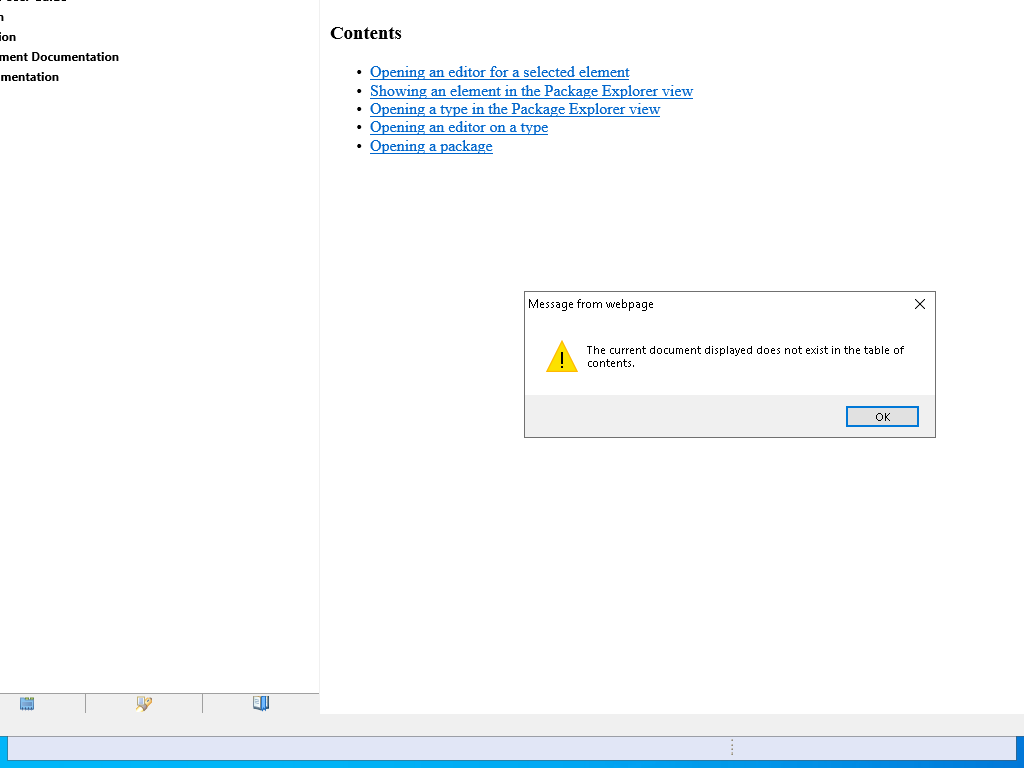 ion
ment Documentation
mentation
Contents
• Opening an editor for a selected element
• Showing an element in the Package Explorer view
• Opening a type in the Package Explorer view
• Opening an editor on a type
• Opening a package
Message from webpage
The current document displayed does not exist in the table of
contents.
OK